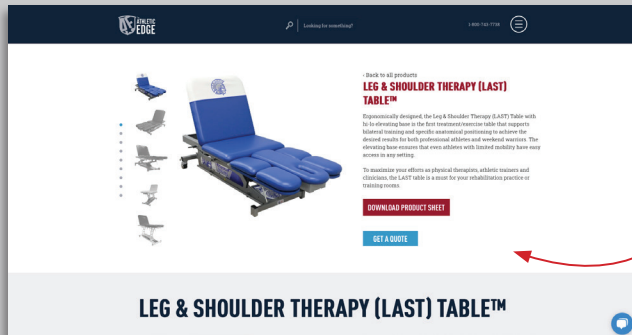 ATHLETIC
EDGE
Looking for something?
1-800-781-7738
‹ Back to all products
LEG & SHOULDER THERAPY (LAST)
TABLE™
Ergonomically designed, the Leg & Shoulder Therapy (LAST) Table with
hi-lo elevating base is the first treatment/exercise table that supports
bilateral training and specific anatomical positioning to achieve the
desired results for both professional athletes and weekend warriors. The
elevating base ensures that even athletes with limited mobility have easy
access in any setting.
To maximize your efforts as physical therapists, athletic trainers and
clinicians, the LAST table is a must for your rehabilitation practice or
training rooms.
DOWNLOAD PRODUCT SHEET
GET A QUOTE
LEG & SHOULDER THERAPY (LAST) TABLE™